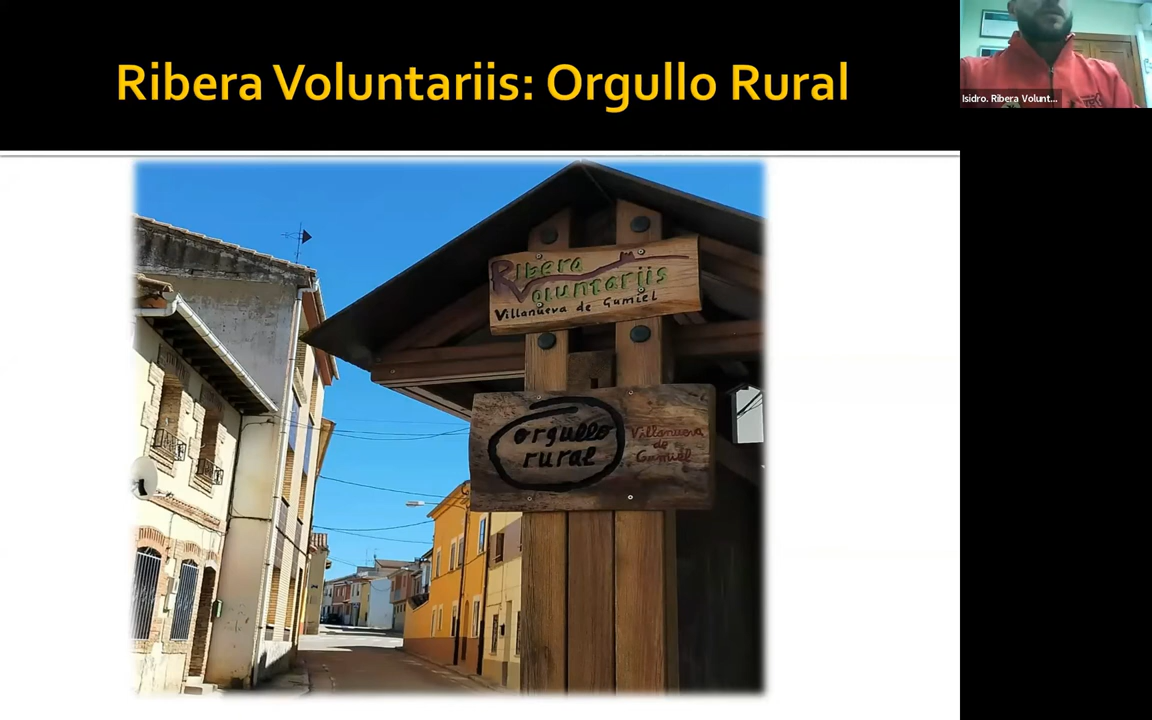 Ribera Voluntariis: Orgullo Rural
Isidro. Ribera Volunt...
Ribera
Voluntariis
Villanueva de Gumiel
orgullo
rural
Villanueva
de
Gumiel